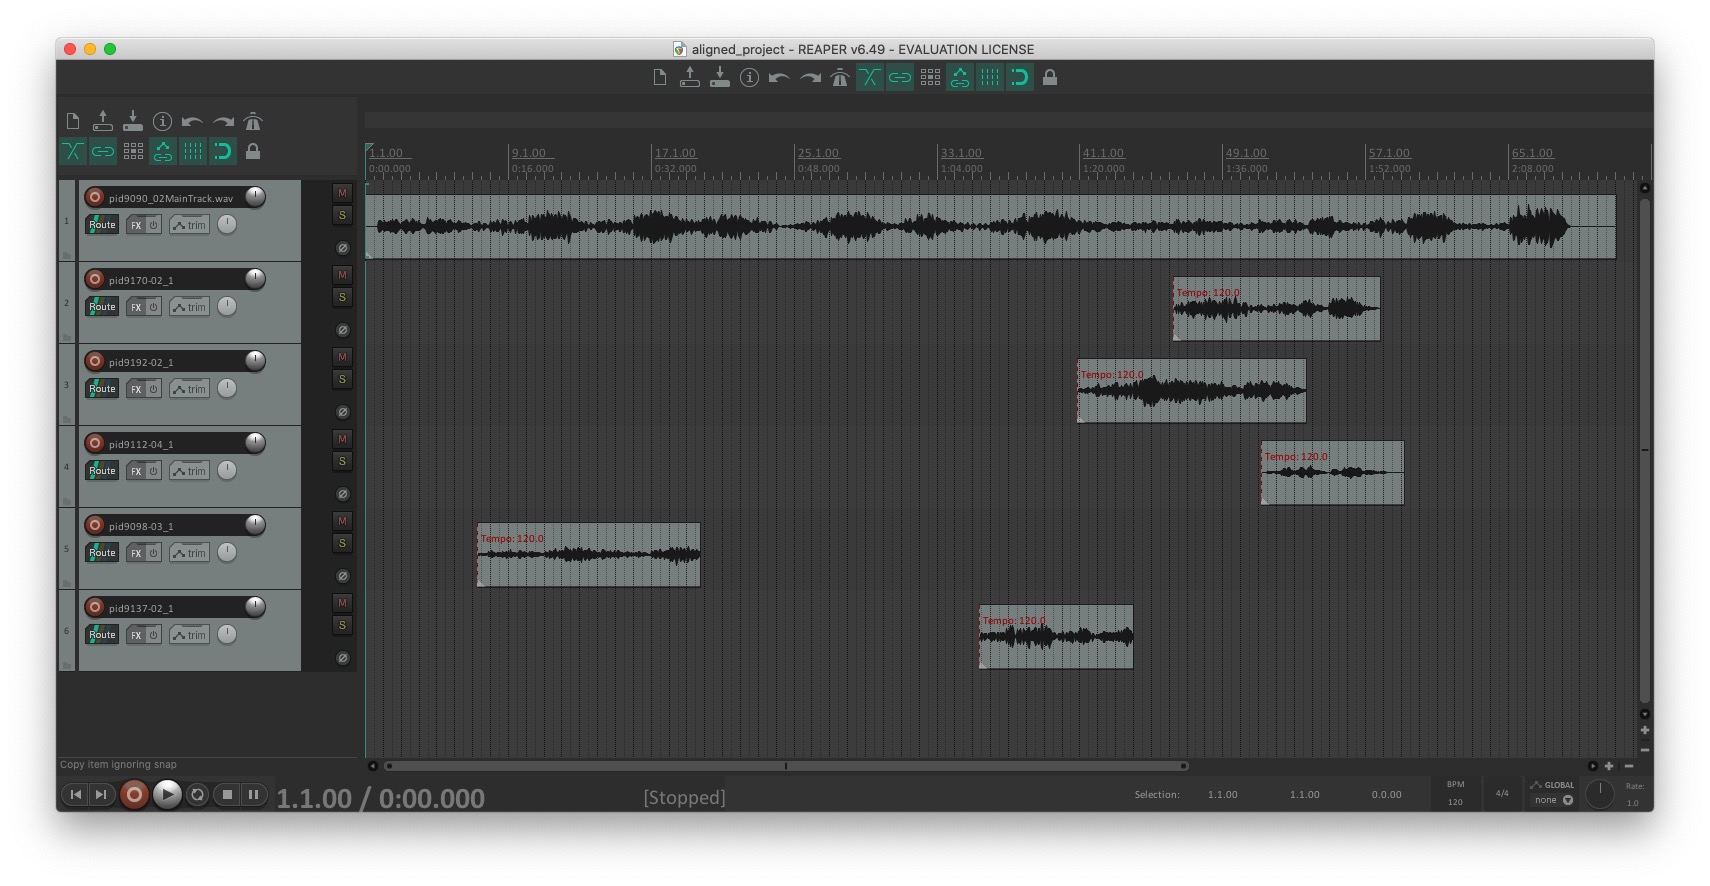 aligned_project - REAPER v6.49 - EVALUATION LICENSE
1.1.00 9.1.00 17.1.00 25.1.00 33.1.00 41.1.00 49.1.00 57.1.00 65.1.00
0:00.000 0:16.000 0:32.000 0:48.000 1:04.000 1:20.000 1:36.000 1:52.000 2:08.000
1 pid9090_02MainTrack.wav M
Route FX trim S
2 pid9170-02_1 M
Tempo: 120.0
Route FX trim S
3 pid9192-02_1 M
Tempo: 120.0
Route FX trim S
4 pid9112-04_1 M
Tempo: 120.0
Route FX trim S
5 pid9098-03_1 M
Tempo: 120.0
Route FX trim S
6 pid9137-02_1 M
Tempo: 120.0
Route FX trim S
Copy item ignoring snap
1.1.00 / 0:00.000 [Stopped] Selection: 1.1.00 1.1.00 0.0.00
BPM
120
4/4
GLOBAL
none
Rate:
1.0